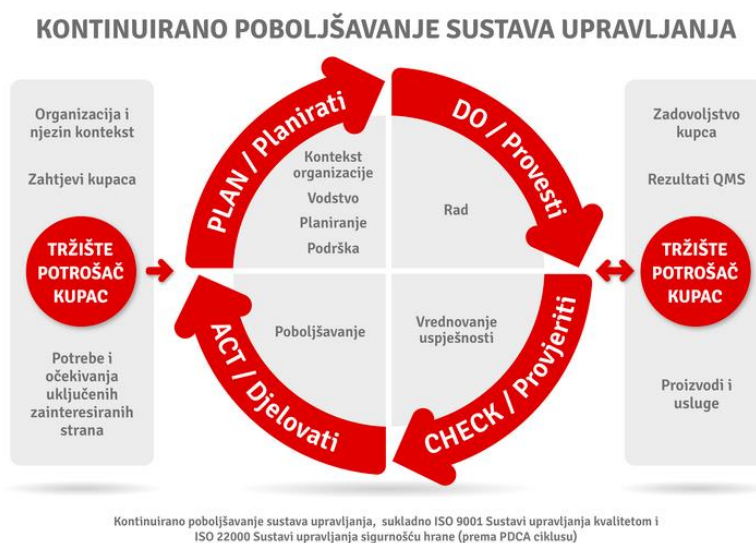 KONTINUIRANO POBOLJŠAVANJE SUSTAVA UPRAVLJANJA
Organizacija i
njezin kontekst
Zahtjevi kupaca
TRŽIŠTE
POTROŠAČ
KUPAC
Potrebe i
očekivanja
uključenih
zainteresiranih
strana
PLAN / Planirati
Kontekst
organizacije
Vodstvo
Planiranje
Podrška
DO / Provesti
Rad
ACT / Djelovati
Poboljšavanje
CHECK / Provjeriti
Vrednovanje
uspješnosti
Zadovoljstvo
kupca
Rezultati QMS
TRŽIŠTE
POTROŠAČ
KUPAC
Proizvodi i
usluge
Kontinuirano poboljšavanje sustava upravljanja, sukladno ISO 9001 Sustavi upravljanja kvalitetom i
ISO 22000 Sustavi upravljanja sigurnošću hrane (prema PDCA ciklusu)